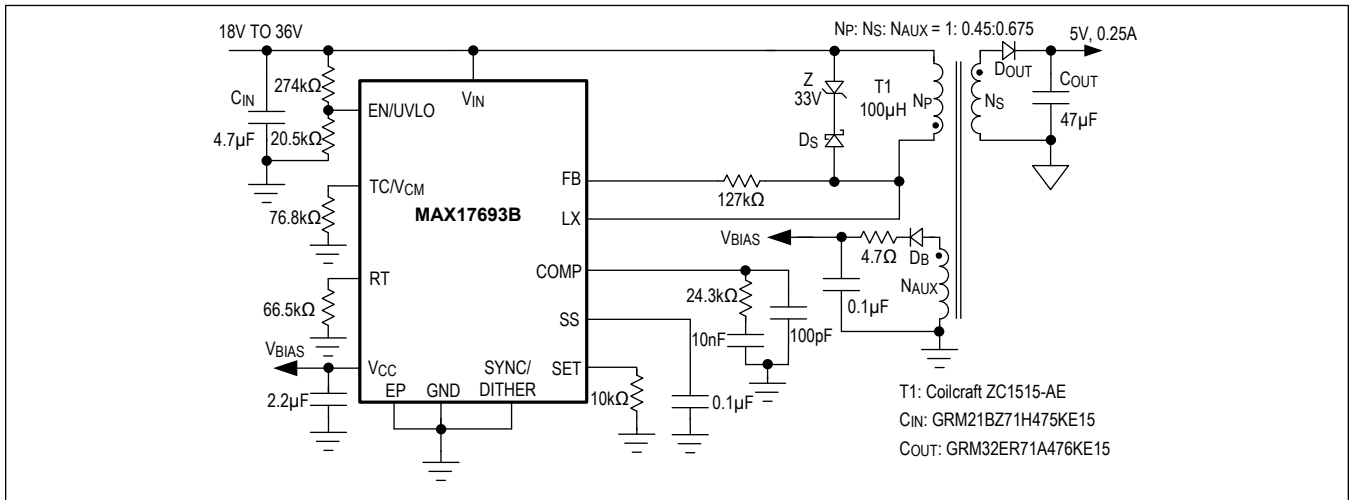 18V TO 36V
NP: NS: NAUX = 1: 0.45:0.675
5V, 0.25A
DOUT
274kΩ
CIN
4.7µF
EN/UVLO
20.5kΩ
VIN
Z
33V
T1
100µH
NP
NS
COUT
47µF
DS
TC/VCM
76.8kΩ
FB
127kΩ
MAX17693B
LX
VBIAS
4.7Ω
DB
NAUX
0.1µF
RT
66.5kΩ
COMP
24.3kΩ
10nF
100pF
SS
VBIAS
VCC
2.2µF
EP
GND
SYNC/
DITHER
SET
10kΩ
0.1µF
T1: Coilcraft ZC1515-AE
CIN: GRM21BZ71H475KE15
COUT: GRM32ER71A476KE15